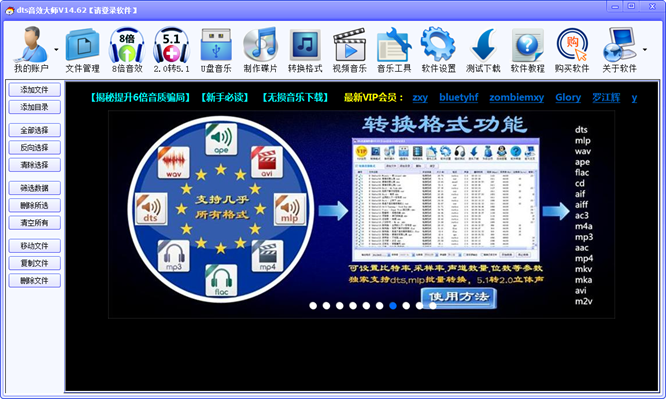 dts音效大师V14.62【请登录软件】
我的账户 文件管理 8倍音效 2.0转5.1 U盘音乐 制作碟片 转换格式 视频音乐 音乐工具 软件设置 测试下载 软件教程 购买软件 关于软件
8倍 5.1 购
添加文件
添加目录
全部选择
反向选择
清除选择
筛选数据
删除所选
清空所有
移动文件
复制文件
删除文件
【揭秘提升6倍音质骗局】 【新手必读】 【无损音乐下载】 最新VIP会员： zxy bluetyhf zombiemxy Glory 罗江辉 y
转换格式功能
ape
wav
avi
支持几乎
所有格式
dts
mlp
mp3
mp4
flac
可设置比特率,采样率,声道数量,位数等参数
独家支持dts,mlp批量转换, 5.1转2.0立体声
使用方法
dts
mlp
wav
ape
flac
cd
aif
aiff
ac3
m4a
mp3
aac
mp4
mkv
mka
avi
m2v